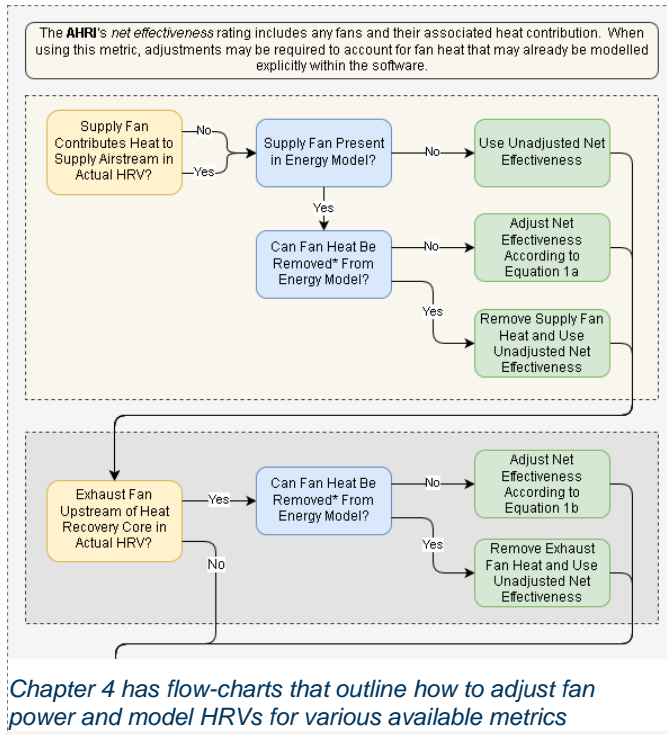 The AHRI's net effectiveness rating includes any fans and their associated heat contribution. When
using this metric, adjustments may be required to account for fan heat that may already be modelled
explicitly within the software.
Supply Fan
Contributes Heat to
Supply Airstream in
Actual HRV?
No
Yes
Supply Fan Present
in Energy Model?
No
Use Unadjusted Net
Effectiveness
Yes
Can Fan Heat Be
Removed* From
Energy Model?
No
Adjust Net
Effectiveness
According to
Equation 1a
Yes
Remove Supply Fan
Heat and Use
Unadjusted Net
Effectiveness
Exhaust Fan
Upstream of Heat
Recovery Core in
Actual HRV?
Yes
No
Can Fan Heat Be
Removed* From
Energy Model?
No
Adjust Net
Effectiveness
According to
Equation 1b
Yes
Remove Exhaust
Fan Heat and Use
Unadjusted Net
Effectiveness
Chapter 4 has flow-charts that outline how to adjust fan
power and model HRVs for various available metrics